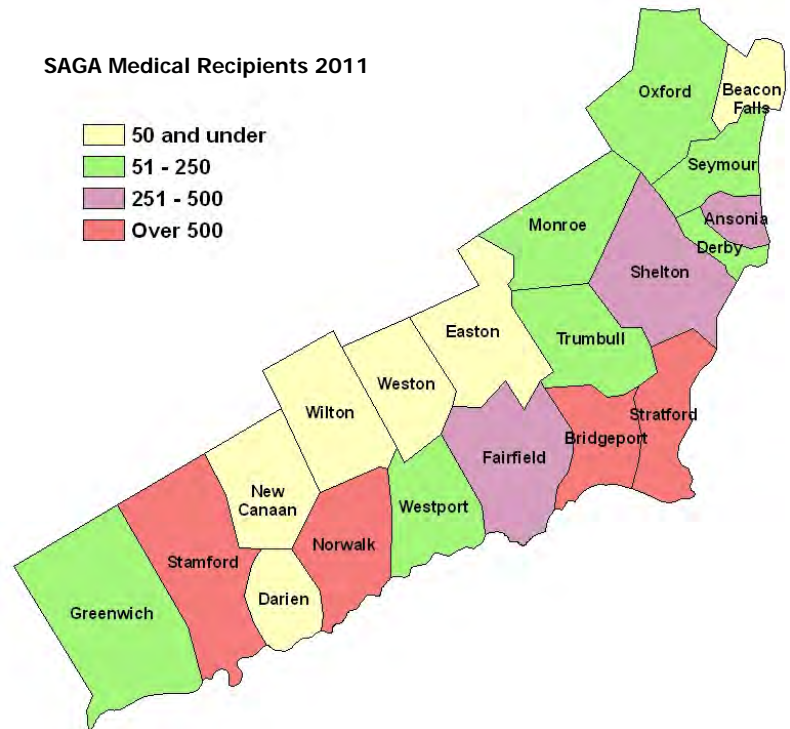 SAGA Medical Recipients 2011
50 and under
51 - 250
251 - 500
Over 500
Oxford
Beacon
Falls
Seymour
Ansonia
Derby
Monroe
Shelton
Trumbull
Easton
Weston
Wilton
Stratford
Bridgeport
Fairfield
Westport
New
Canaan
Norwalk
Stamford
Darien
Greenwich